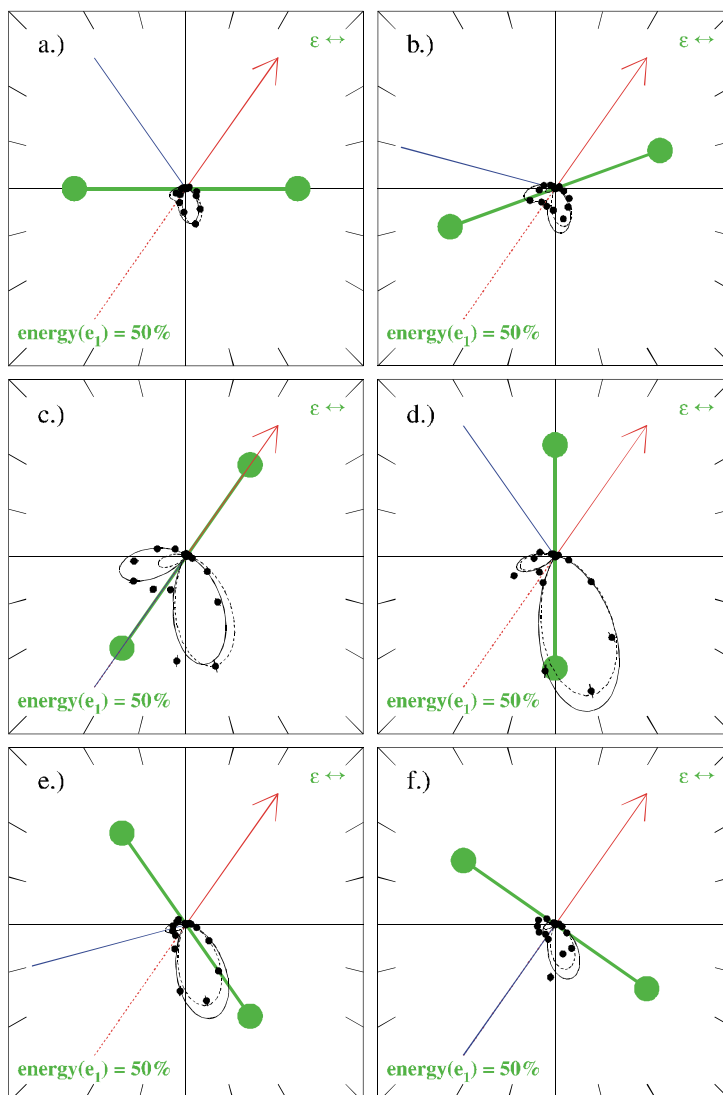 a.) ε ↔
energy(e₁) = 50%
b.) ε ↔
energy(e₁) = 50%
c.) ε ↔
energy(e₁) = 50%
d.) ε ↔
energy(e₁) = 50%
e.) ε ↔
energy(e₁) = 50%
f.) ε ↔
energy(e₁) = 50%